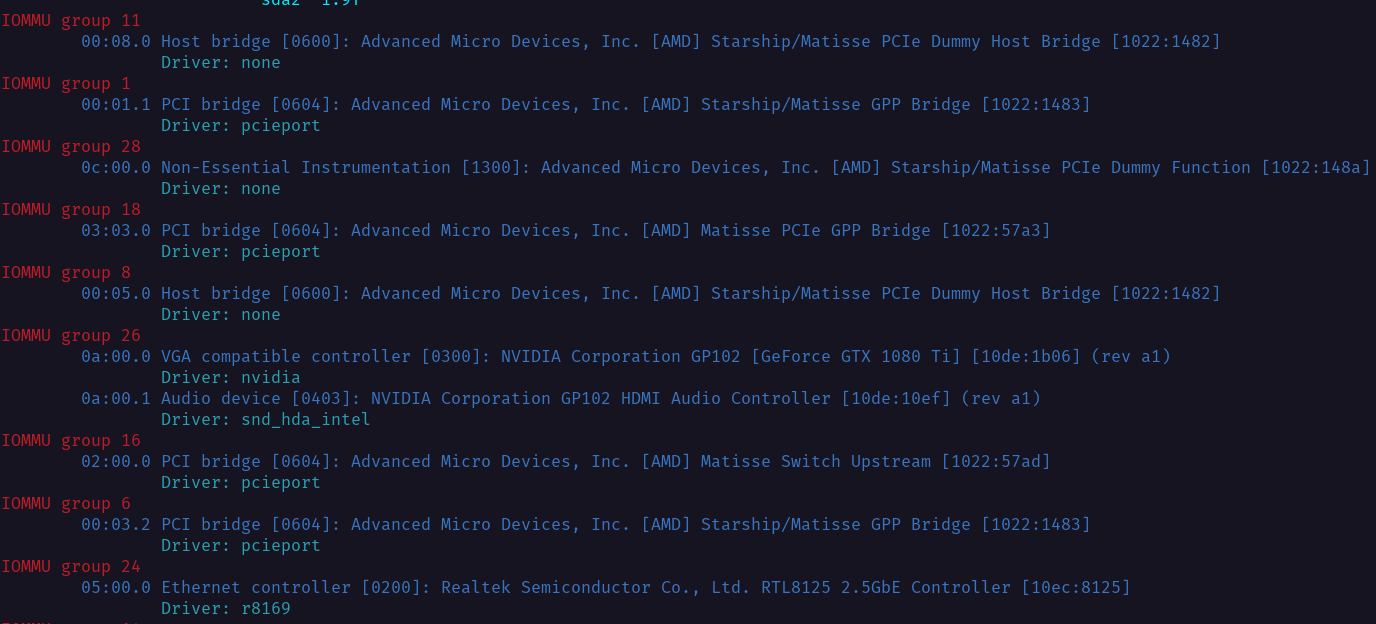 sda2 1.9T
IOMMU group 11
00:08.0 Host bridge [0600]: Advanced Micro Devices, Inc. [AMD] Starship/Matisse PCIe Dummy Host Bridge [1022:1482]
Driver: none
IOMMU group 1
00:01.1 PCI bridge [0604]: Advanced Micro Devices, Inc. [AMD] Starship/Matisse GPP Bridge [1022:1483]
Driver: pcieport
IOMMU group 28
0c:00.0 Non-Essential Instrumentation [1300]: Advanced Micro Devices, Inc. [AMD] Starship/Matisse PCIe Dummy Function [1022:148a]
Driver: none
IOMMU group 18
03:03.0 PCI bridge [0604]: Advanced Micro Devices, Inc. [AMD] Matisse PCIe GPP Bridge [1022:57a3]
Driver: pcieport
IOMMU group 8
00:05.0 Host bridge [0600]: Advanced Micro Devices, Inc. [AMD] Starship/Matisse PCIe Dummy Host Bridge [1022:1482]
Driver: none
IOMMU group 26
0a:00.0 VGA compatible controller [0300]: NVIDIA Corporation GP102 [GeForce GTX 1080 Ti] [10de:1b06] (rev a1)
Driver: nvidia
0a:00.1 Audio device [0403]: NVIDIA Corporation GP102 HDMI Audio Controller [10de:10ef] (rev a1)
Driver: snd_hda_intel
IOMMU group 16
02:00.0 PCI bridge [0604]: Advanced Micro Devices, Inc. [AMD] Matisse Switch Upstream [1022:57ad]
Driver: pcieport
IOMMU group 6
00:03.2 PCI bridge [0604]: Advanced Micro Devices, Inc. [AMD] Starship/Matisse GPP Bridge [1022:1483]
Driver: pcieport
IOMMU group 24
05:00.0 Ethernet controller [0200]: Realtek Semiconductor Co., Ltd. RTL8125 2.5GbE Controller [10ec:8125]
Driver: r8169